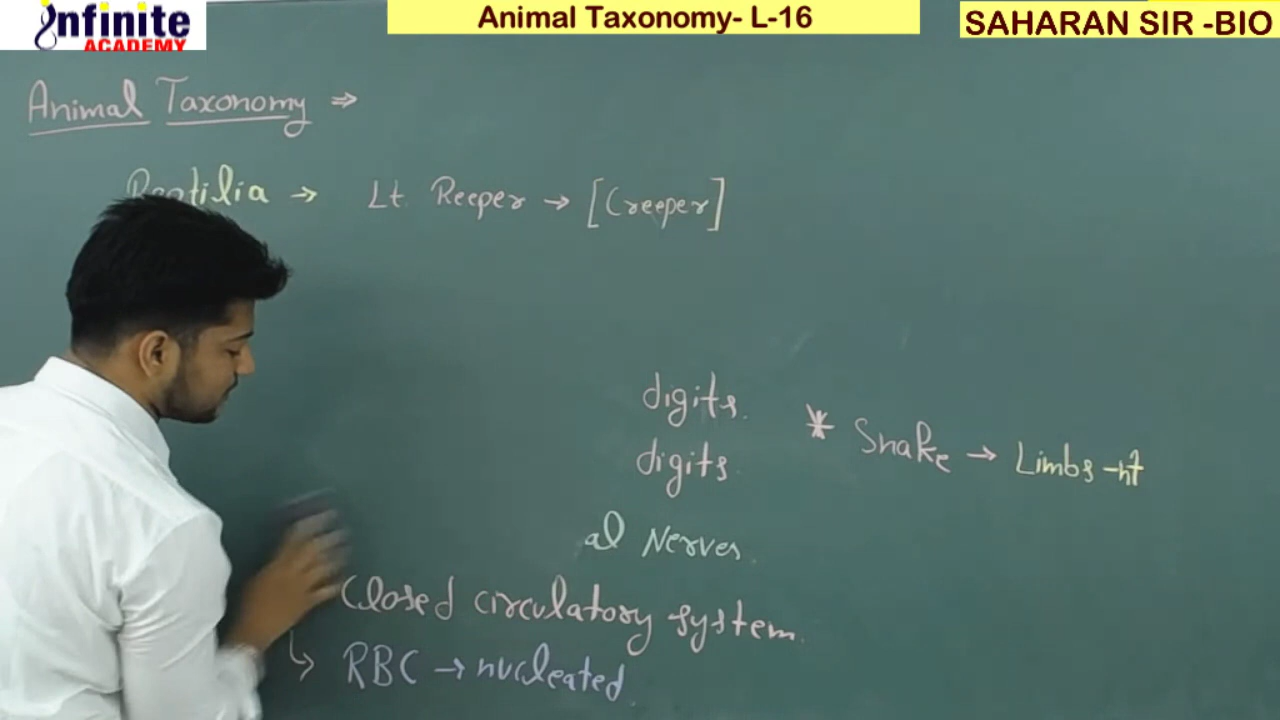 infinite ACADEMY
Animal Taxonomy- L-16
SAHARAN SIR -BIO
Animal Taxonomy ⇒
Reptilia → Lt. Reeper → [Creeper]
digits.
digits
* Snake → Limbs -nt
al Nerves.
Closed circulatory system.
↳ RBC → nucleated.